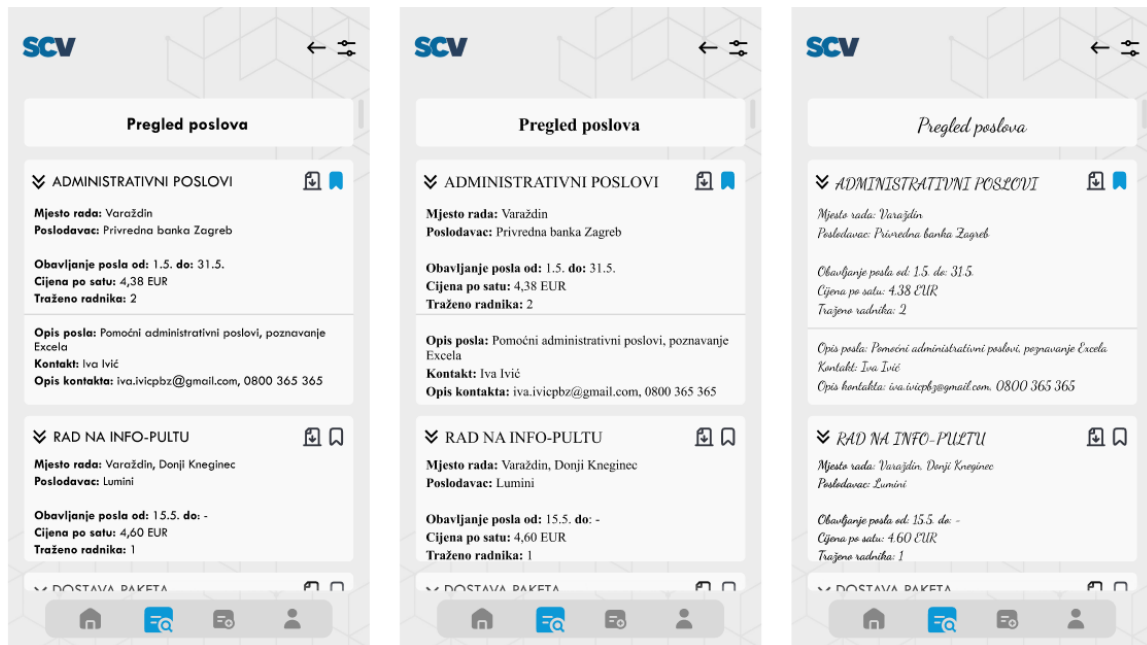 SCV
Pregled poslova
ADMINISTRATIVNI POSLOVI
Mjesto rada: Varaždin
Poslodavac: Privredna banka Zagreb
Obavljanje posla od: 1.5. do: 31.5.
Cijena po satu: 4,38 EUR
Traženo radnika: 2
Opis posla: Pomoćni administrativni poslovi, poznavanje
Excela
Kontakt: Iva Ivić
Opis kontakta: iva.ivicpbz@gmail.com, 0800 365 365
RAD NA INFO-PULTU
Mjesto rada: Varaždin, Donji Kneginec
Poslodavac: Lumini
Obavljanje posla od: 15.5. do: -
Cijena po satu: 4,60 EUR
Traženo radnika: 1
DOSTAVA PAKETA
SCV
Pregled poslova
ADMINISTRATIVNI POSLOVI
Mjesto rada: Varaždin
Poslodavac: Privredna banka Zagreb
Obavljanje posla od: 1.5. do: 31.5.
Cijena po satu: 4,38 EUR
Traženo radnika: 2
Opis posla: Pomoćni administrativni poslovi, poznavanje
Excela
Kontakt: Iva Ivić
Opis kontakta: iva.ivicpbz@gmail.com, 0800 365 365
RAD NA INFO-PULTU
Mjesto rada: Varaždin, Donji Kneginec
Poslodavac: Lumini
Obavljanje posla od: 15.5. do: -
Cijena po satu: 4,60 EUR
Traženo radnika: 1
DOSTAVA PAKETA
SCV
Pregled poslova
ADMINISTRATIVNI POSLOVI
Mjesto rada: Varaždin
Poslodavac: Privredna banka Zagreb
Obavljanje posla od: 1.5. do: 31.5.
Cijena po satu: 4,38 EUR
Traženo radnika: 2
Opis posla: Pomoćni administrativni poslovi, poznavanje Excela
Kontakt: Iva Ivić
Opis kontakta: iva.ivicpbz@gmail.com, 0800 365 365
RAD NA INFO-PULTU
Mjesto rada: Varaždin, Donji Kneginec
Poslodavac: Lumini
Obavljanje posla od: 15.5. do: -
Cijena po satu: 4,60 EUR
Traženo radnika: 1
DOSTAVA PAKETA